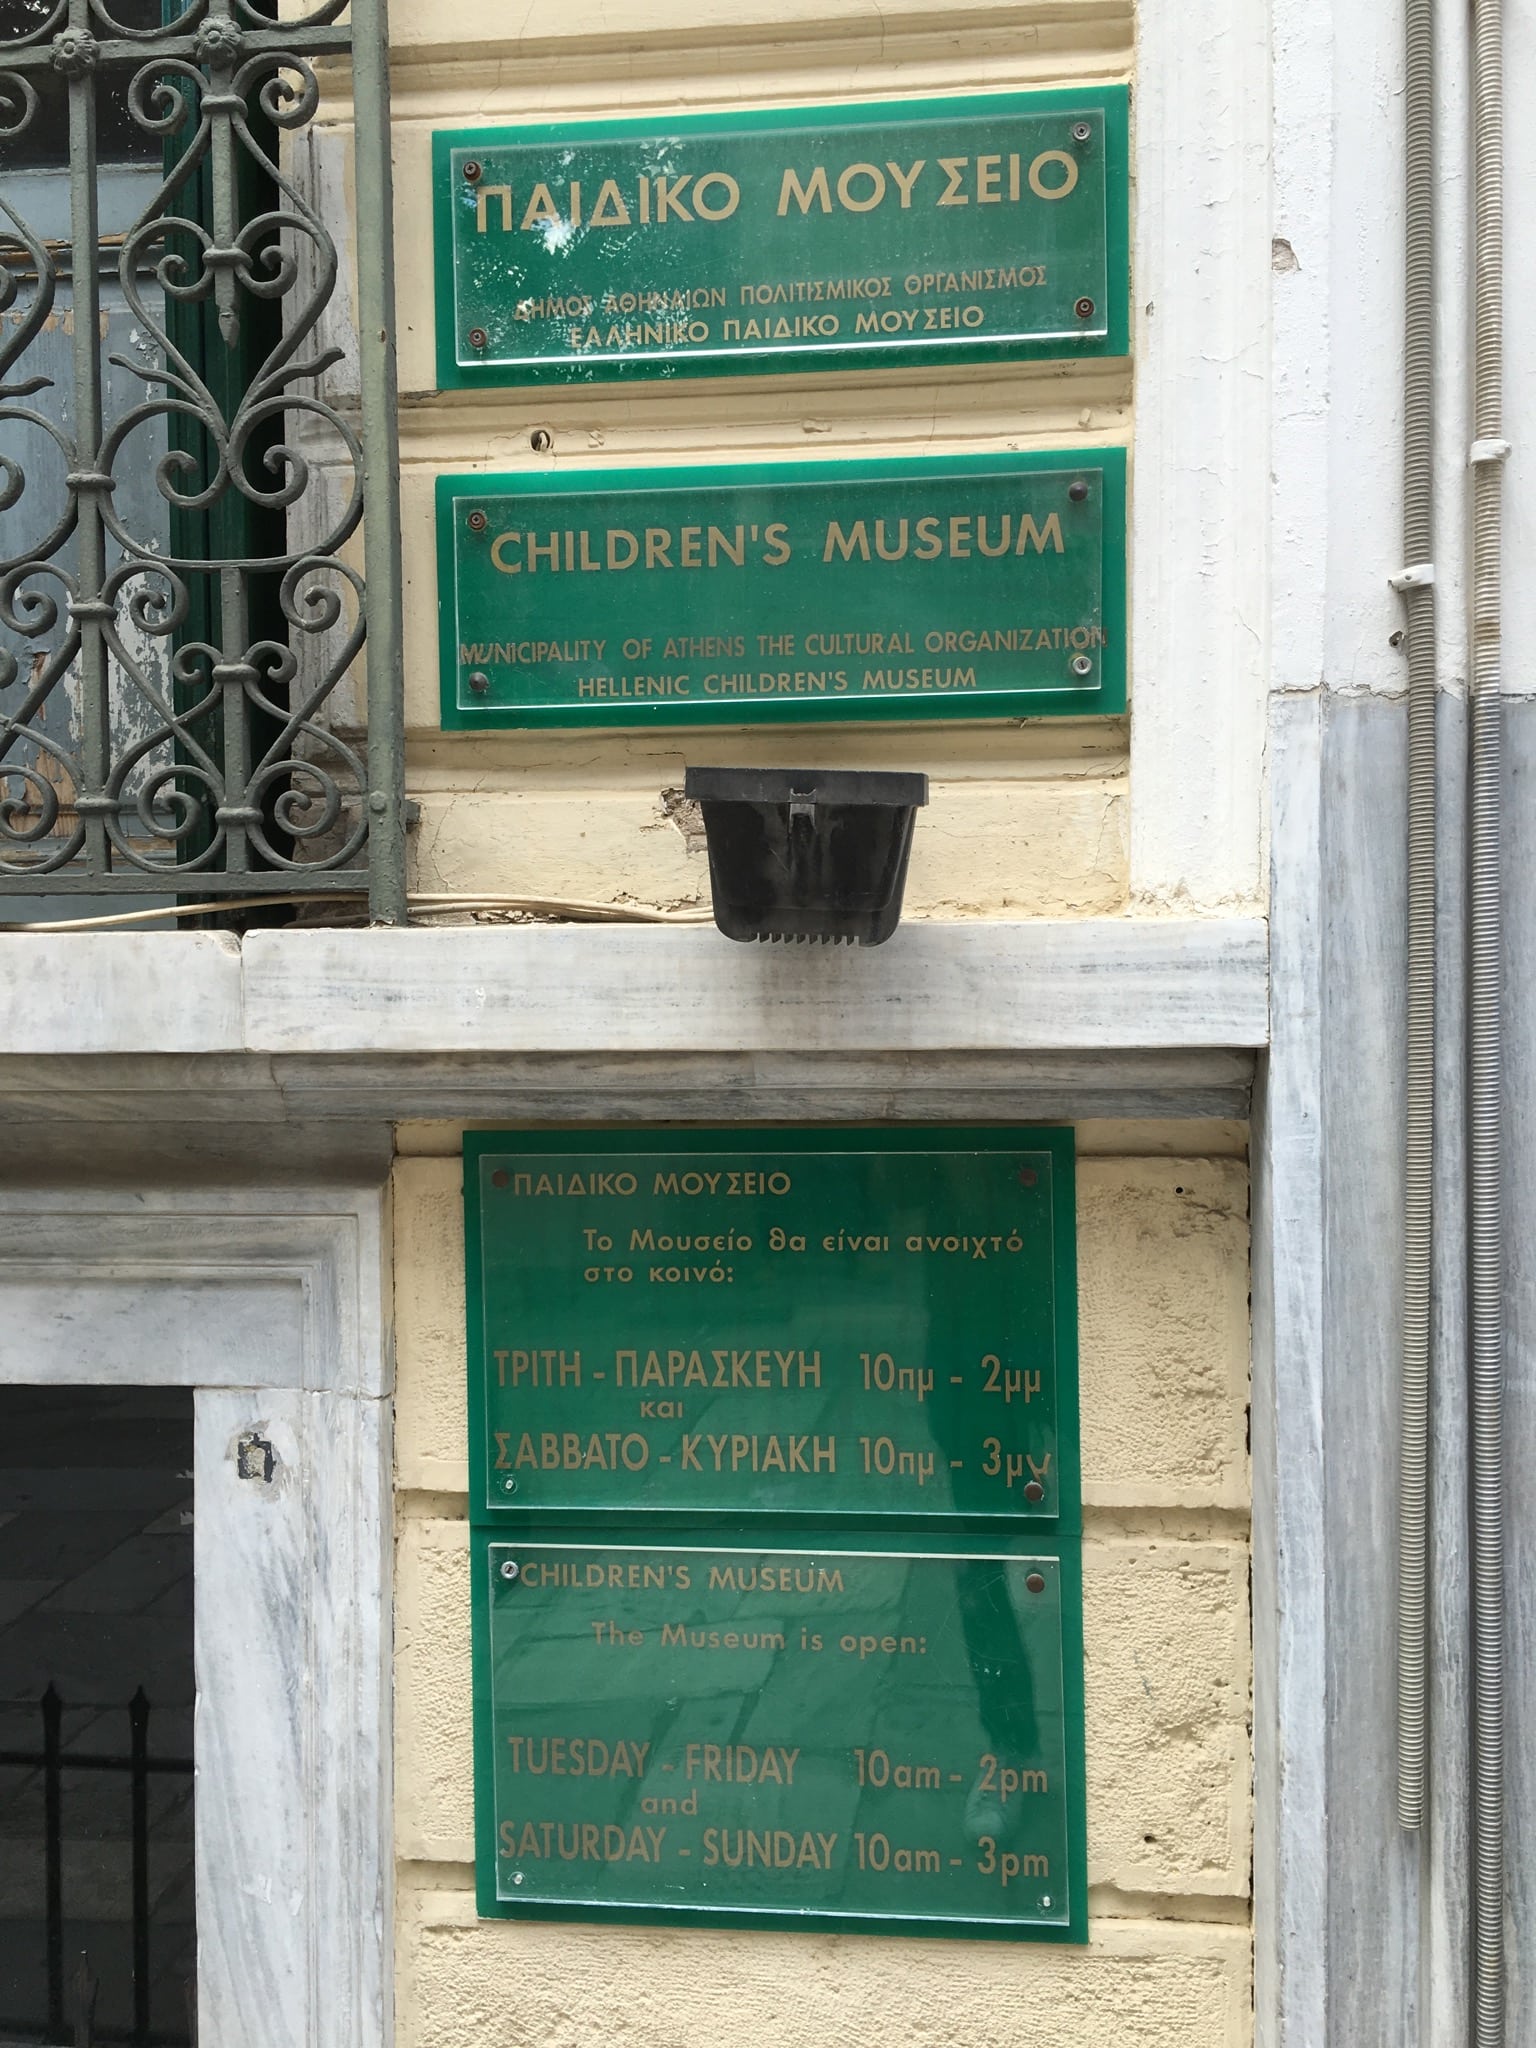 ΠΑΙΔΙΚΟ ΜΟΥΣΕΙΟ
ΔΗΜΟΣ ΑΘΗΝΑΙΩΝ ΠΟΛΙΤΙΣΜΙΚΟΣ ΟΡΓΑΝΙΣΜΟΣ
ΕΛΛΗΝΙΚΟ ΠΑΙΔΙΚΟ ΜΟΥΣΕΙΟ
CHILDREN'S MUSEUM
MUNICIPALITY OF ATHENS THE CULTURAL ORGANIZATION
HELLENIC CHILDREN'S MUSEUM
ΠΑΙΔΙΚΟ ΜΟΥΣΕΙΟ
Το Μουσείο θα είναι ανοιχτό
στο κοινό:
ΤΡΙΤΗ - ΠΑΡΑΣΚΕΥΗ 10πμ - 2μμ
και
ΣΑΒΒΑΤΟ - ΚΥΡΙΑΚΗ 10πμ - 3μμ
CHILDREN'S MUSEUM
The Museum is open:
TUESDAY - FRIDAY 10am - 2pm
and
SATURDAY - SUNDAY 10am - 3pm